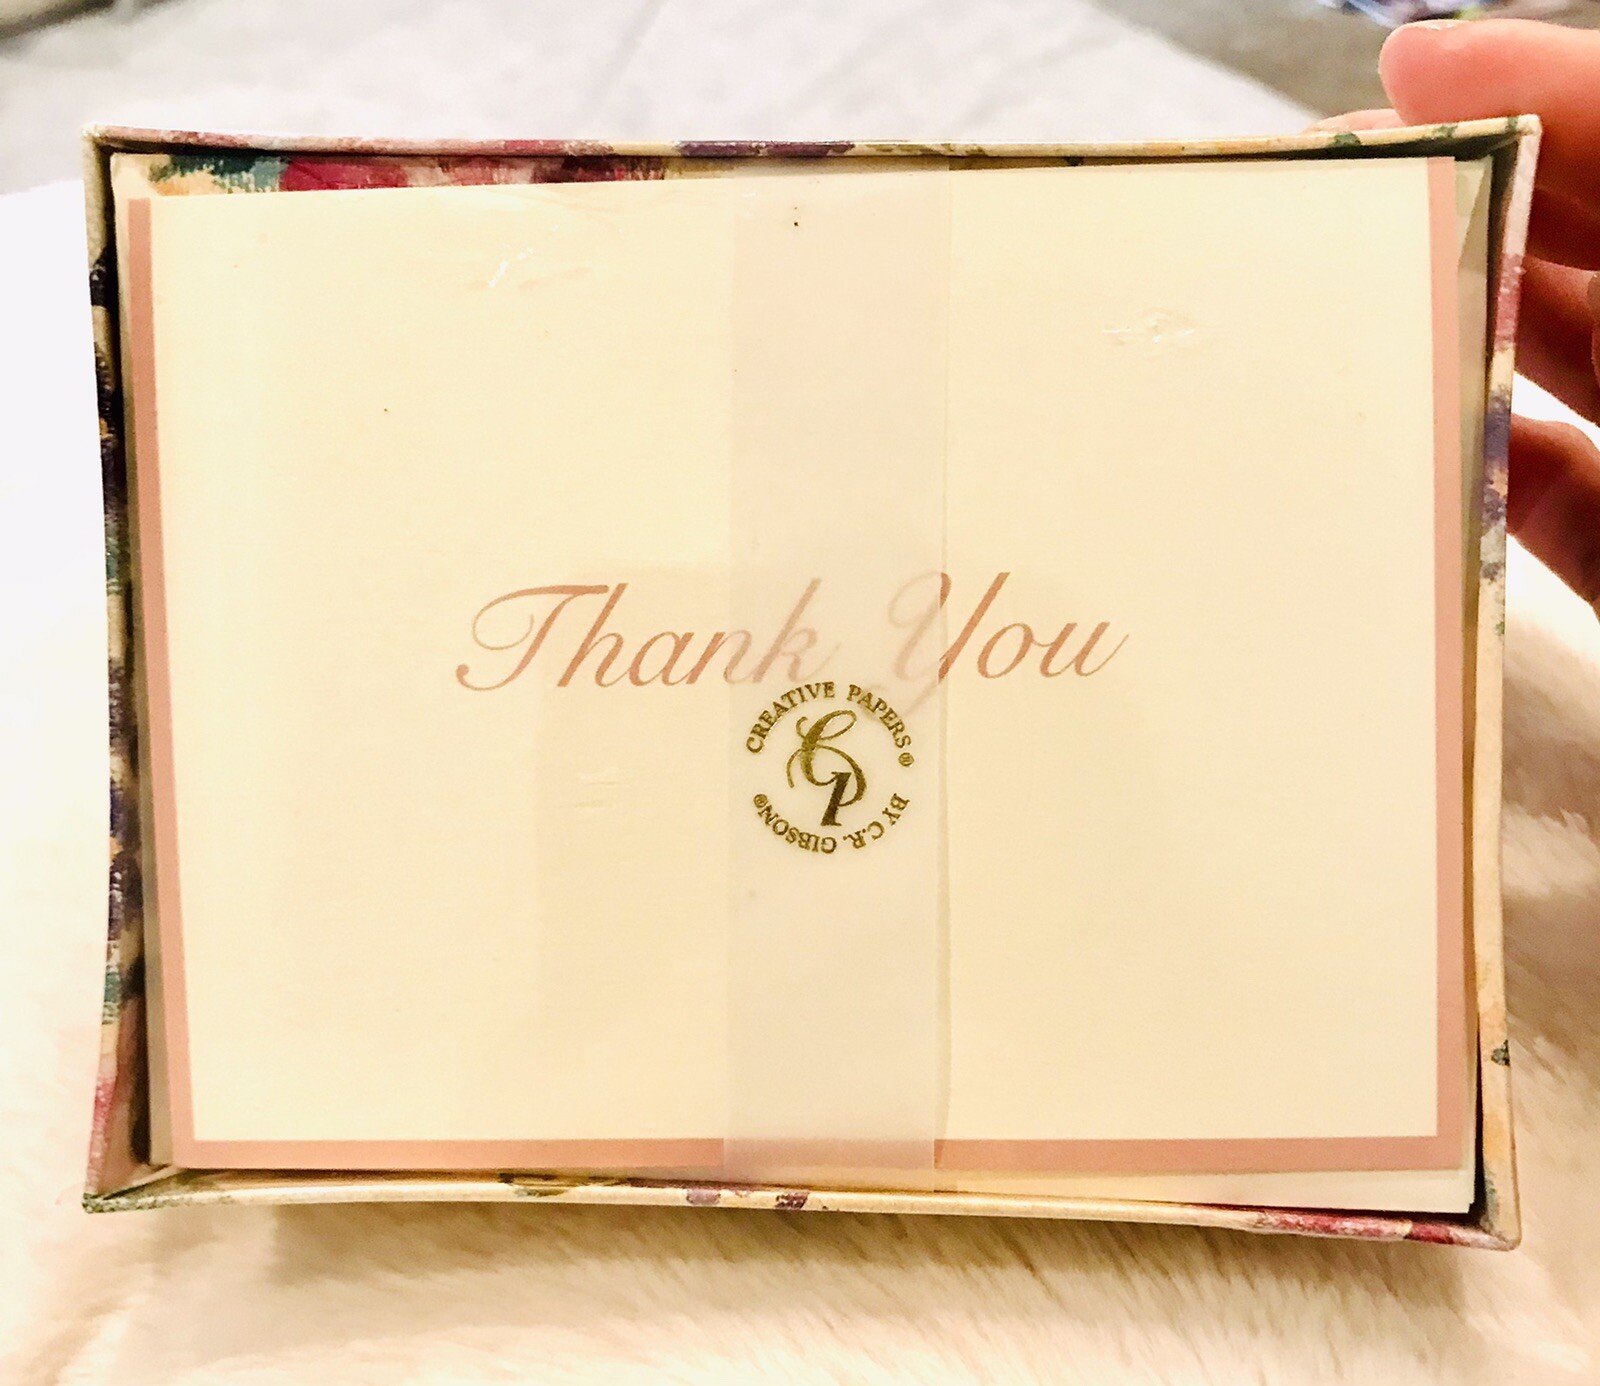 Thank You
CREATIVE PAPERS®
CP
BY C.R. GIBSON®